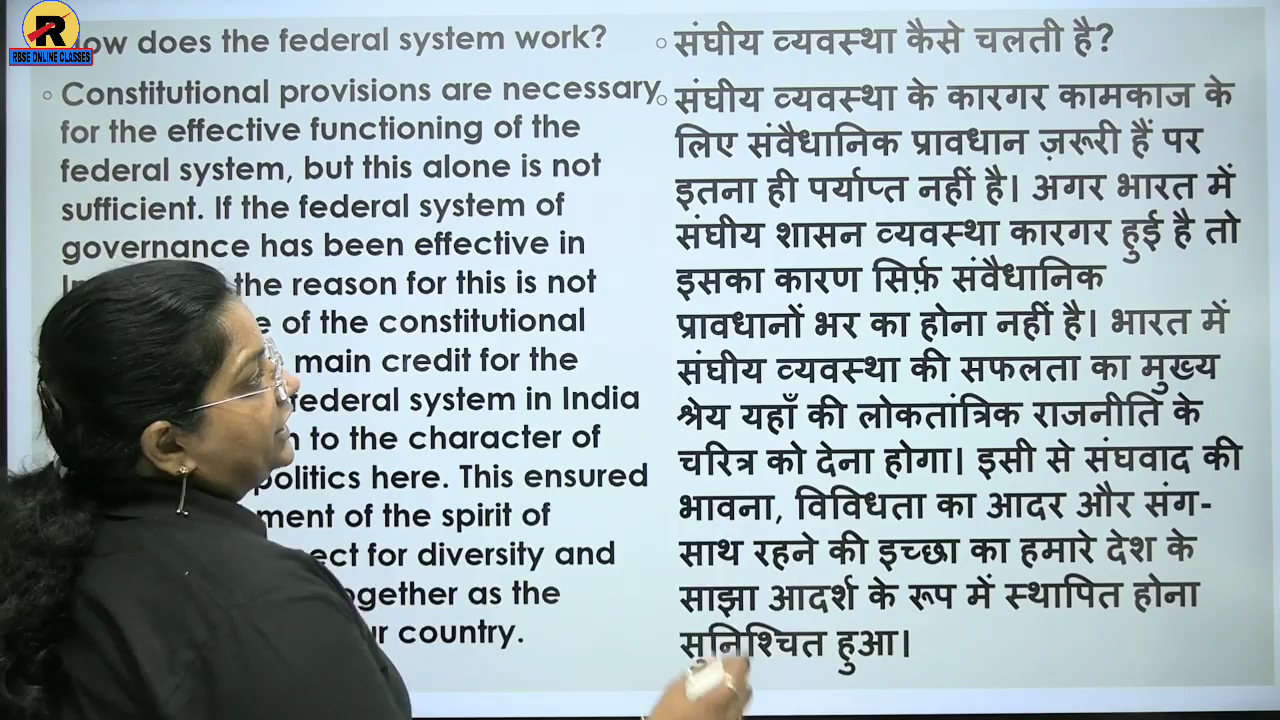 R
RBSE ONLINE CLASSES
How does the federal system work?
Constitutional provisions are necessary
for the effective functioning of the
federal system, but this alone is not
sufficient. If the federal system of
governance has been effective in
the reason for this is not
of the constitutional
main credit for the
federal system in India
to the character of
politics here. This ensured
of the spirit of
for diversity and
as the
country.
संघीय व्यवस्था कैसे चलती है?
संघीय व्यवस्था के कारगर कामकाज के
लिए संवैधानिक प्रावधान ज़रूरी हैं पर
इतना ही पर्याप्त नहीं है। अगर भारत में
संघीय शासन व्यवस्था कारगर हुई है तो
इसका कारण सिर्फ़ संवैधानिक
प्रावधानों भर का होना नहीं है। भारत में
संघीय व्यवस्था की सफलता का मुख्य
श्रेय यहाँ की लोकतांत्रिक राजनीति के
चरित्र को देना होगा। इसी से संघवाद की
भावना, विविधता का आदर और संग-
साथ रहने की इच्छा का हमारे देश के
साझा आदर्श के रूप में स्थापित होना
सुनिश्चित हुआ।